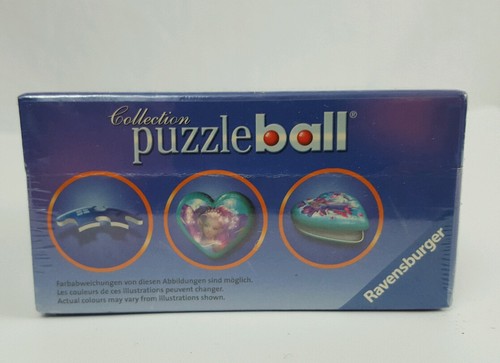 Collection
puzzleball®
Farbabweichungen von diesen Abbildungen sind möglich.
Les couleurs de ces illustrations peuvent changer.
Actual colours may vary from illustrations shown.
Ravensburger